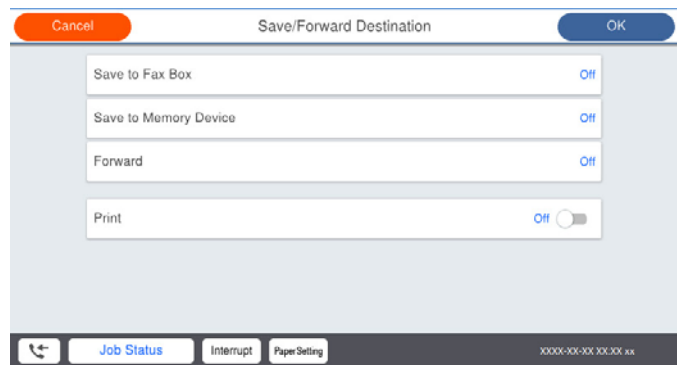 Cancel Save/Forward Destination OK
Save to Fax Box Off
Save to Memory Device Off
Forward Off
Print Off
Job Status Interrupt Paper Setting XXXX-XX-XX XX:XX xx